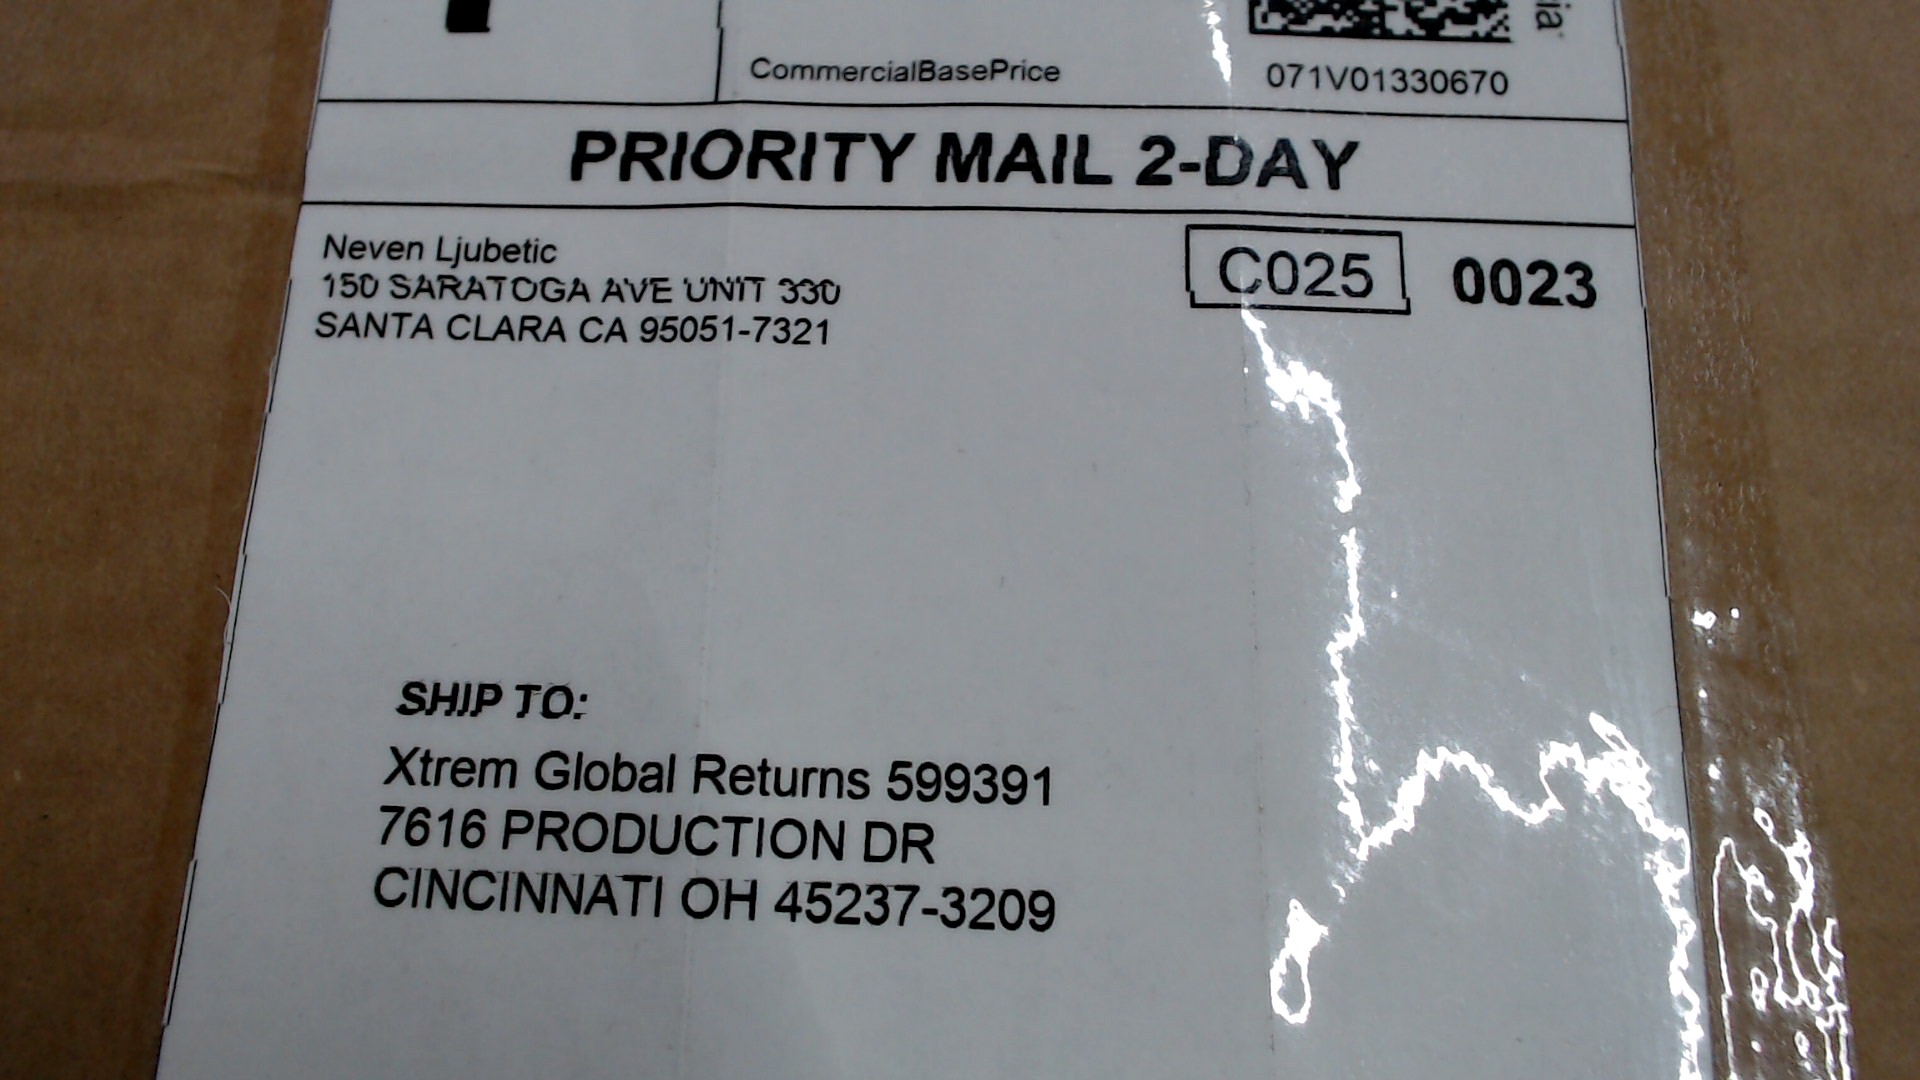 CommercialBasePrice
071V01330670
PRIORITY MAIL 2-DAY
Neven Ljubetic
150 SARATOGA AVE UNIT 330
SANTA CLARA CA 95051-7321
C025
0023
SHIP TO:
Xtrem Global Returns 599391
7616 PRODUCTION DR
CINCINNATI OH 45237-3209